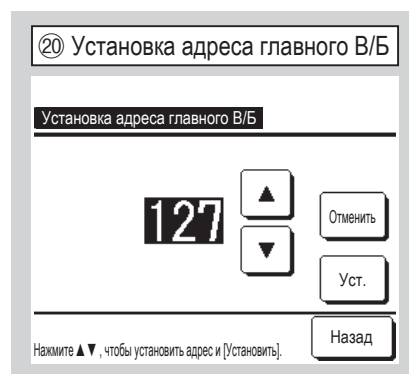 ⑳ Установка адреса главного В/Б
Установка адреса главного В/Б
127
▲
▼
Отменить
Уст.
Нажмите ▲▼ , чтобы установить адрес и [Установить].
Назад